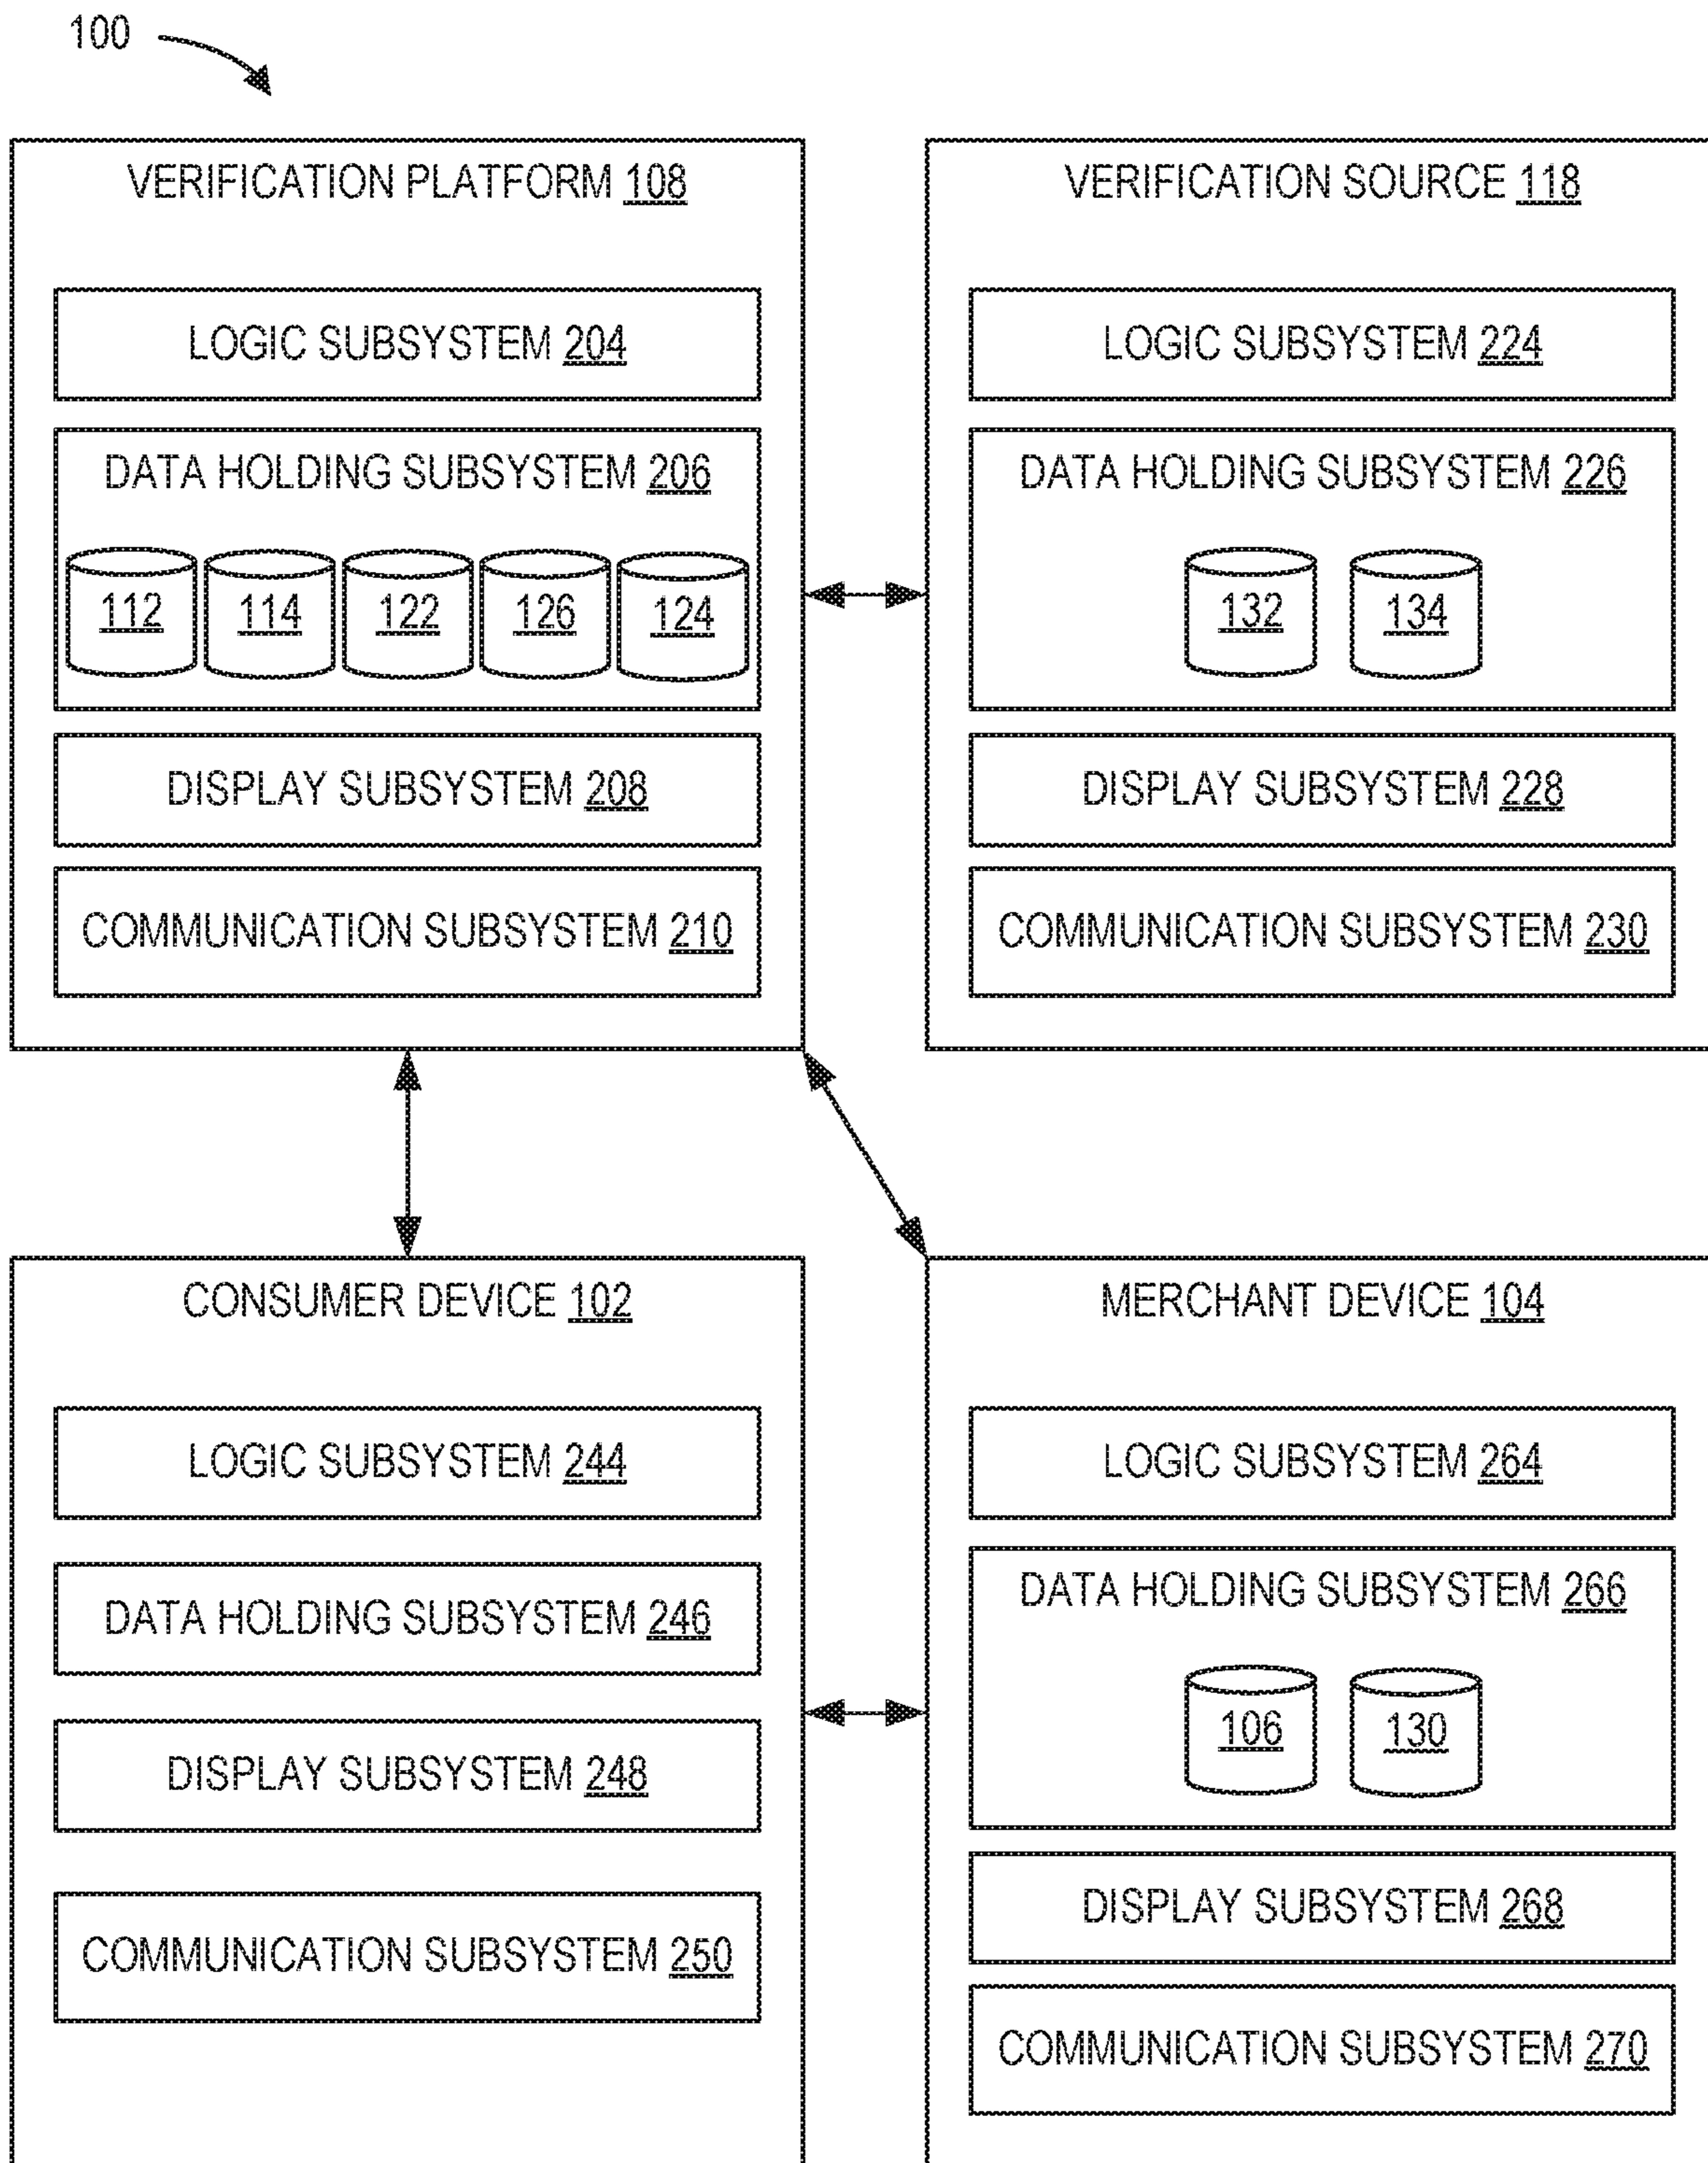 100
VERIFICATION PLATFORM 108
LOGIC SUBSYSTEM 204
DATA HOLDING SUBSYSTEM 206
112 114 122 126 124
DISPLAY SUBSYSTEM 208
COMMUNICATION SUBSYSTEM 210
VERIFICATION SOURCE 118
LOGIC SUBSYSTEM 224
DATA HOLDING SUBSYSTEM 226
132 134
DISPLAY SUBSYSTEM 228
COMMUNICATION SUBSYSTEM 230
CONSUMER DEVICE 102
LOGIC SUBSYSTEM 244
DATA HOLDING SUBSYSTEM 246
DISPLAY SUBSYSTEM 248
COMMUNICATION SUBSYSTEM 250
MERCHANT DEVICE 104
LOGIC SUBSYSTEM 264
DATA HOLDING SUBSYSTEM 266
106 130
DISPLAY SUBSYSTEM 268
COMMUNICATION SUBSYSTEM 270